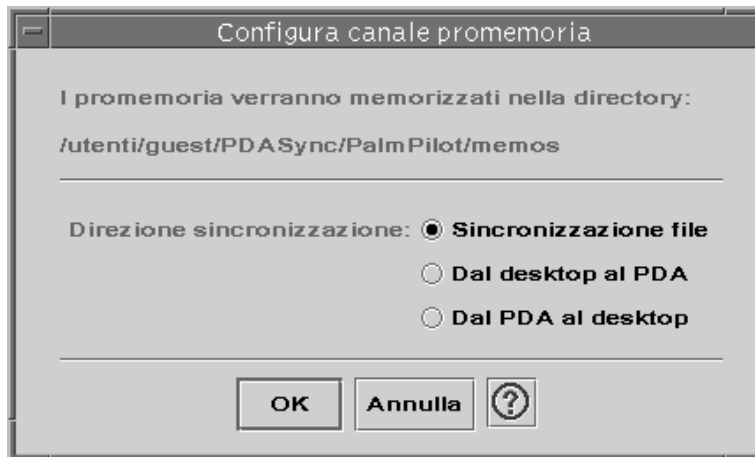 Configura canale promemoria
I promemoria verranno memorizzati nella directory:
/utenti/guest/PDASync/PalmPilot/memos
Direzione sincronizzazione: Sincronizzazione file
Dal desktop al PDA
Dal PDA al desktop
OK Annulla ?